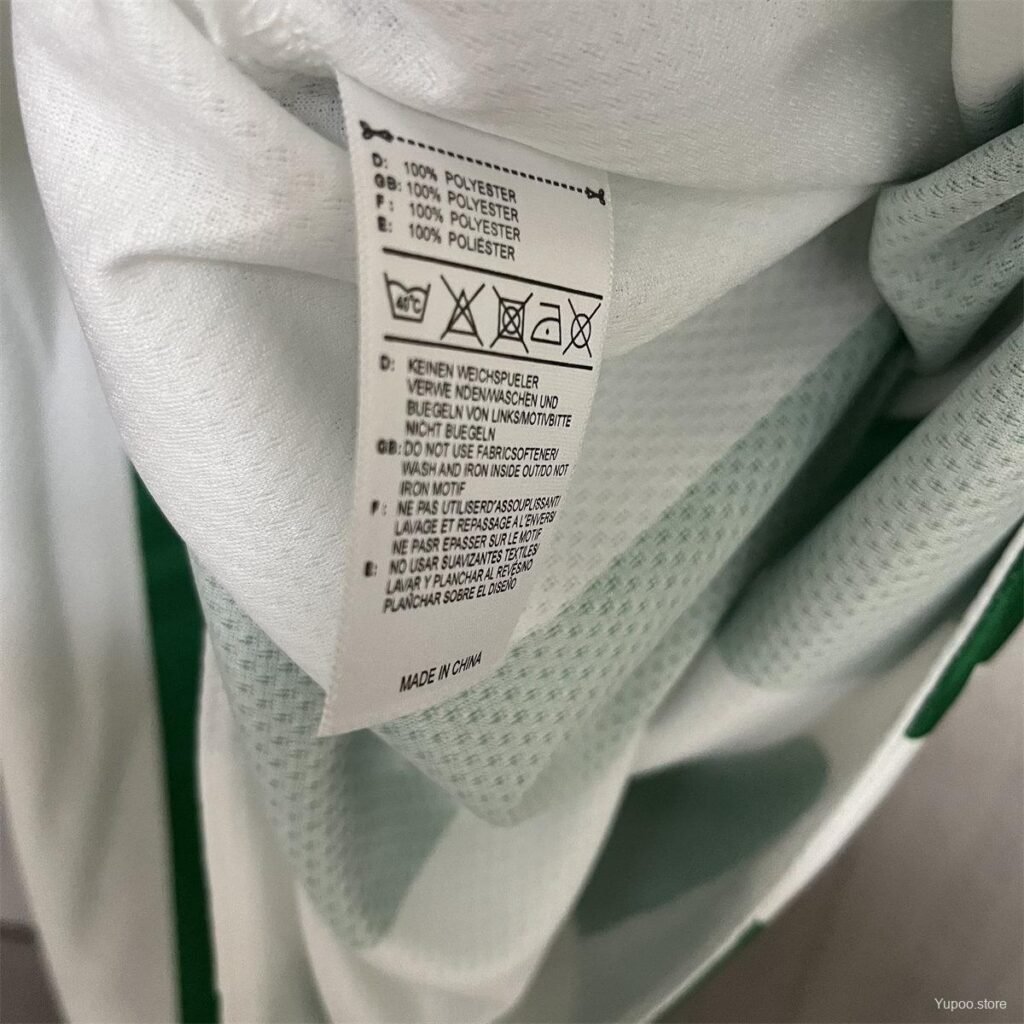 D: 100% POLYESTER
GB: 100% POLYESTER
F: 100% POLYESTER
E: 100% POLIÉSTER
40°C
D: KEINEN WEICHSPUELER
VERWE NDEN/WASCHEN UND
BUEGELN VON LINKS/MOTIV/BITTE
NICHT BUEGELN
GB: DO NOT USE FABRICSOFTENER/
WASH AND IRON INSIDE OUT/DO NOT
IRON MOTIF
F: NE PAS UTILISERD'ASSOUPLISSANT/
LAVAGE ET REPASSAGE A L'ENVERS/
NE PASR EPASSER SUR LE MOTIF
E: NO USAR SUAVIZANTES TEXTILES/
LAVAR Y PLANCHAR AL REVÉS/NO
PLANCHAR SOBRE EL DISEÑO
MADE IN CHINA
Yupoo.store